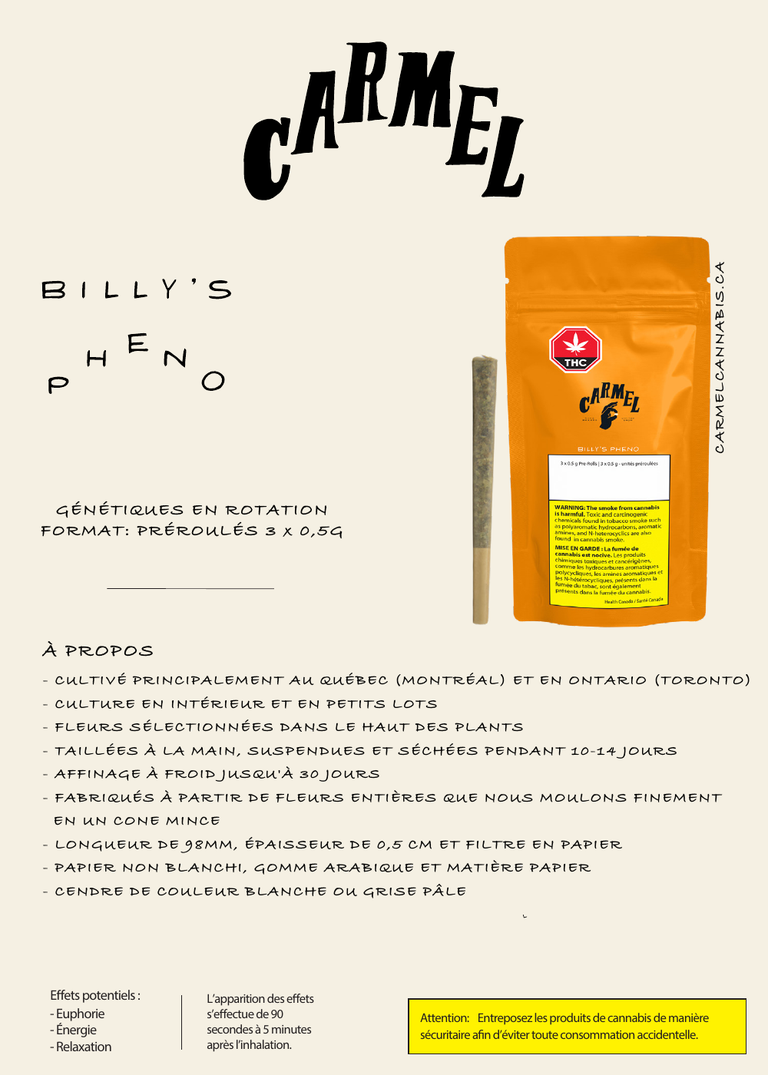 CARMEL
BILLY'S
PHENO
CARMELCANNABIS.CA
THC
CARMEL
BILLY'S PHENO
3 x 0,5 g Pre-Rolls | 3 x 0,5 g - unités préroulées
WARNING: The smoke from cannabis
is harmful. Toxic and carcinogenic
chemicals found in tobacco smoke such
as polyaromatic hydrocarbons, aromatic
amines, and N-heterocyclics are also
found in cannabis smoke.
MISE EN GARDE : La fumée de
cannabis est nocive. Les produits
chimiques toxiques et cancérigènes,
comme les hydrocarbures aromatiques
polycycliques, les amines aromatiques et
les N-hétérocycliques, présents dans la
fumée du tabac, sont également
présents dans la fumée du cannabis.
Health Canada / Santé Canada
GÉNÉTIQUES EN ROTATION
FORMAT: PRÉROULÉS 3 X 0,5G
À PROPOS
- CULTIVÉ PRINCIPALEMENT AU QUÉBEC (MONTRÉAL) ET EN ONTARIO (TORONTO)
- CULTURE EN INTÉRIEUR ET EN PETITS LOTS
- FLEURS SÉLECTIONNÉES DANS LE HAUT DES PLANTS
- TAILLÉES À LA MAIN, SUSPENDUES ET SÉCHÉES PENDANT 10-14 JOURS
- AFFINAGE À FROID JUSQU'À 30 JOURS
- FABRIQUÉS À PARTIR DE FLEURS ENTIÈRES QUE NOUS MOULONS FINEMENT
EN UN CONE MINCE
- LONGUEUR DE 98MM, ÉPAISSEUR DE 0,5 CM ET FILTRE EN PAPIER
- PAPIER NON BLANCHI, GOMME ARABIQUE ET MATIÈRE PAPIER
- CENDRE DE COULEUR BLANCHE OU GRISE PÂLE
Effets potentiels :
- Euphorie
- Énergie
- Relaxation
L'apparition des effets
s'effectue de 90
secondes à 5 minutes
après l'inhalation.
Attention: Entreposez les produits de cannabis de manière
sécuritaire afin d'éviter toute consommation accidentelle.